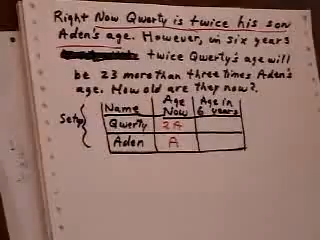 Right Now Qwerty is twice his son
Aden's age. However, in six years
twice Qwerty's age will
be 23 more than three times Aden's
age. How old are they now?
Name Age Now Age in 6 years
Setup Qwerty 2A
Aden A